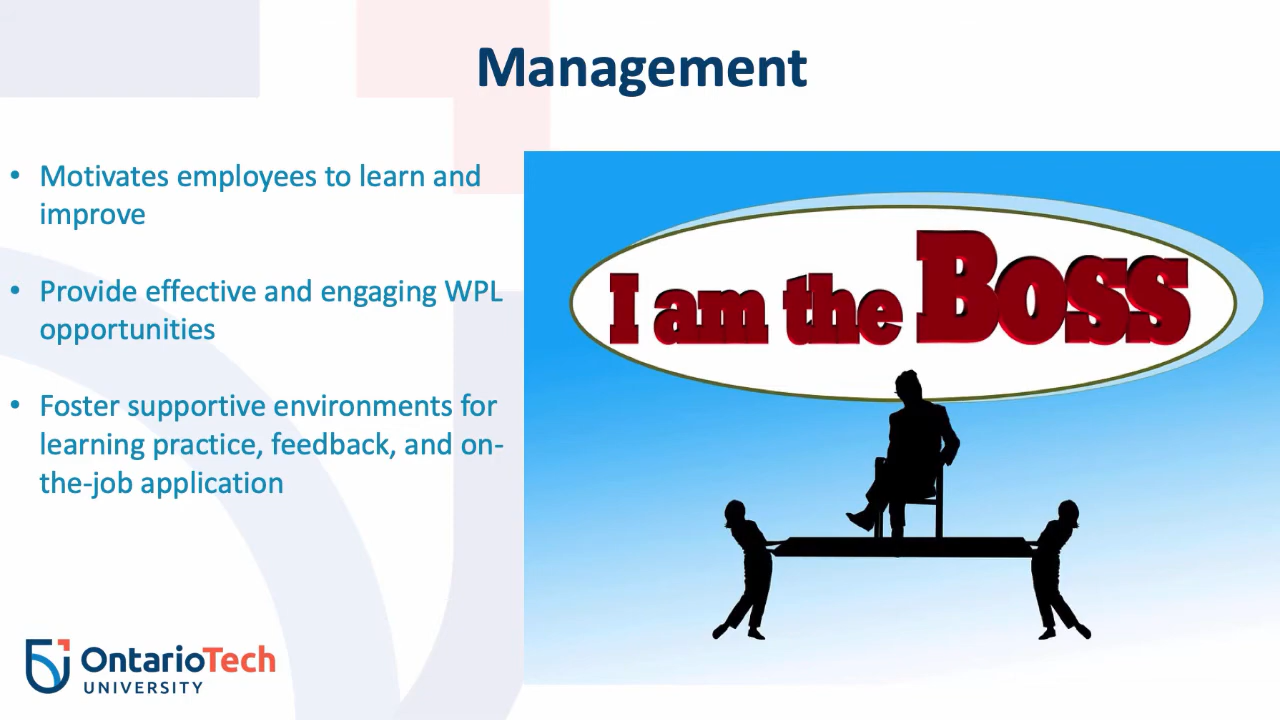 Management
• Motivates employees to learn and
improve
• Provide effective and engaging WPL
opportunities
• Foster supportive environments for
learning practice, feedback, and on-
the-job application
I am the Boss
OntarioTech
UNIVERSITY